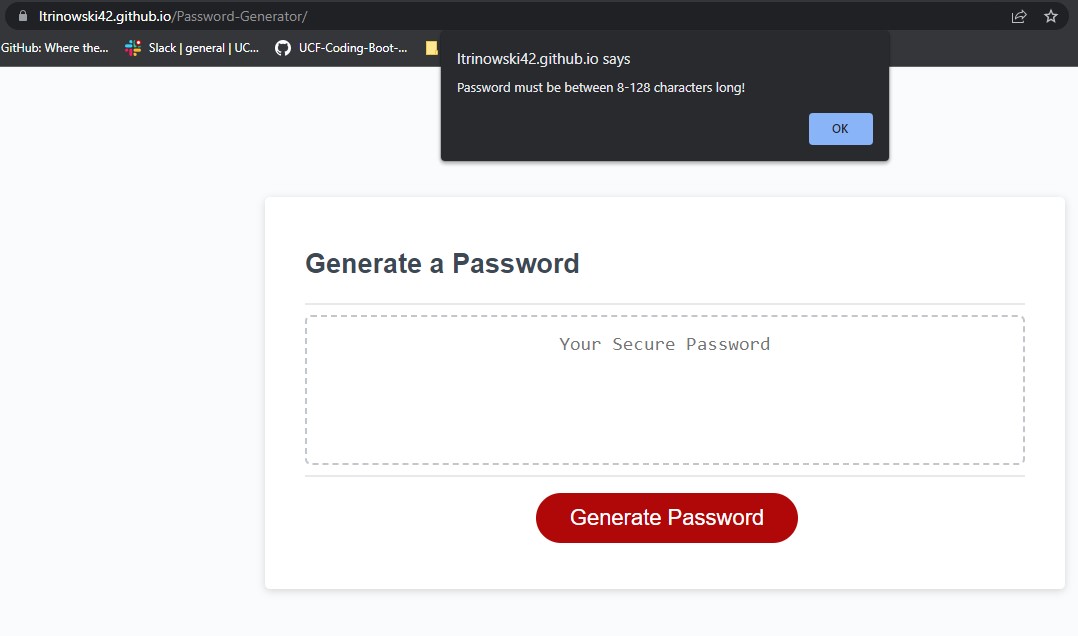 ltrinowski42.github.io/Password-Generator/
GitHub: Where the...
Slack | general | UC...
UCF-Coding-Boot-...
ltrinowski42.github.io says
Password must be between 8-128 characters long!
OK
Generate a Password
Your Secure Password
Generate Password